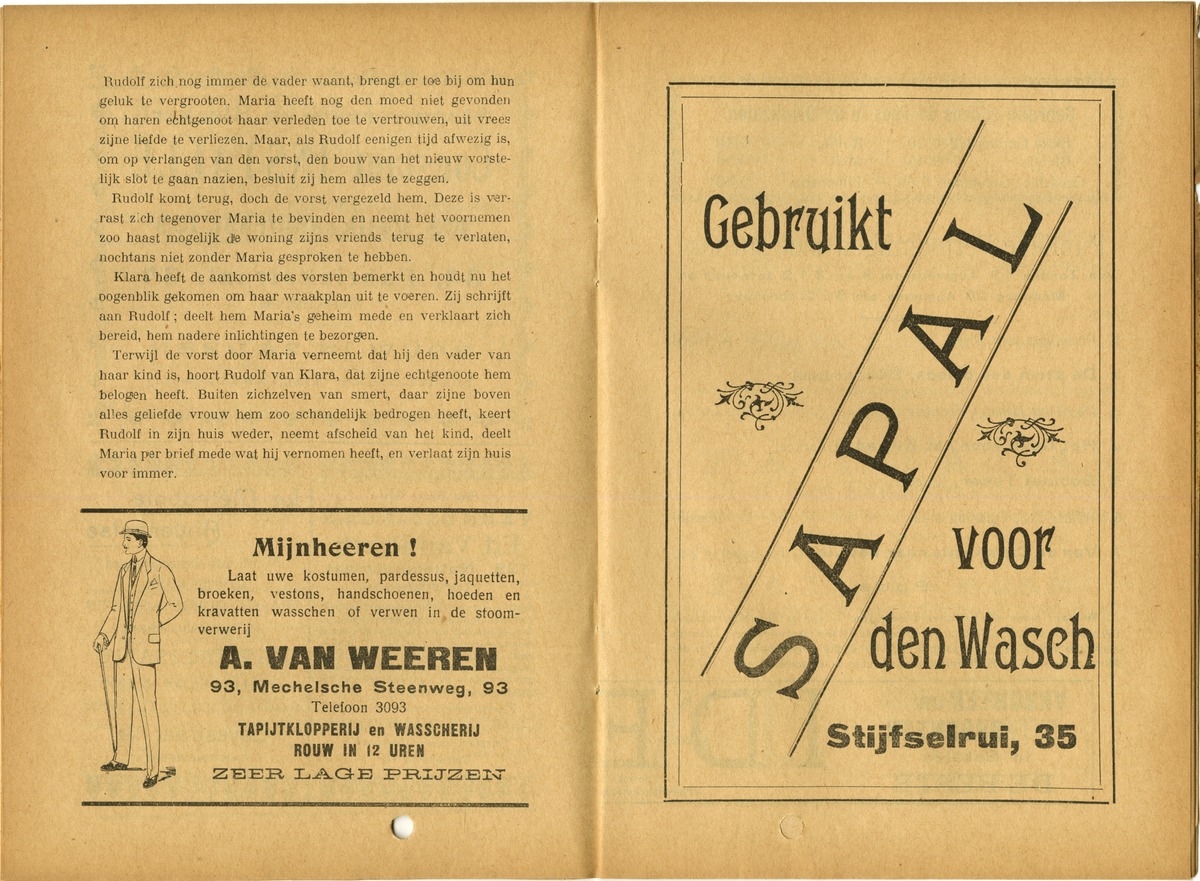 Rudolf zich nog immer de vader waant, brengt er toe bij om hun
geluk te vergrooten. Maria heeft nog den moed niet gevonden
om haren echtgenoot haar verleden toe te vertrouwen, uit vrees
zijne liefde te verliezen. Maar, als Rudolf eenigen tijd afwezig is,
om op verlangen van den vorst, den bouw van het nieuw vorste-
lijk slot te gaan nazien, besluit zij hem alles te zeggen.
Rudolf komt terug, doch de vorst vergezeld hem. Deze is ver-
rast zich tegenover Maria te bevinden en neemt het voornemen
zoo haast mogelijk de woning zijns vriends terug te verlaten,
nochtans niet zonder Maria gesproken te hebben.
Klara heeft de aankomst des vorsten bemerkt en houdt nu het
oogenblik gekomen om haar wraakplan uit te voeren. Zij schrijft
aan Rudolf ; deelt hem Maria's geheim mede en verklaart zich
bereid, hem nadere inlichtingen te bezorgen.
Terwijl de vorst door Maria verneemt dat hij den vader van
haar kind is, hoort Rudolf van Klara, dat zijne echtgenoote hem
belogen heeft. Buiten zichzelven van smert, daar zijne boven
alles geliefde vrouw hem zoo schandelijk bedrogen heeft, keert
Rudolf in zijn huis weder, neemt afscheid van het kind, deelt
Maria per brief mede wat hij vernomen heeft, en verlaat zijn huis
voor immer.
Mijnheeren !
Laat uwe kostumen, pardessus, jaquetten,
broeken, vestons, handschoenen, hoeden en
kravatten wasschen of verwen in de stoom-
verwerij
A. VAN WEEREN
93, Mechelsche Steenweg, 93
Telefoon 3093
TAPIJTKLOPPERIJ en WASSCHERIJ
ROUW IN 12 UREN
ZEER LAGE PRIJZEN
Gebruikt
SAPAL
voor
den Wasch
Stijfselrui, 35